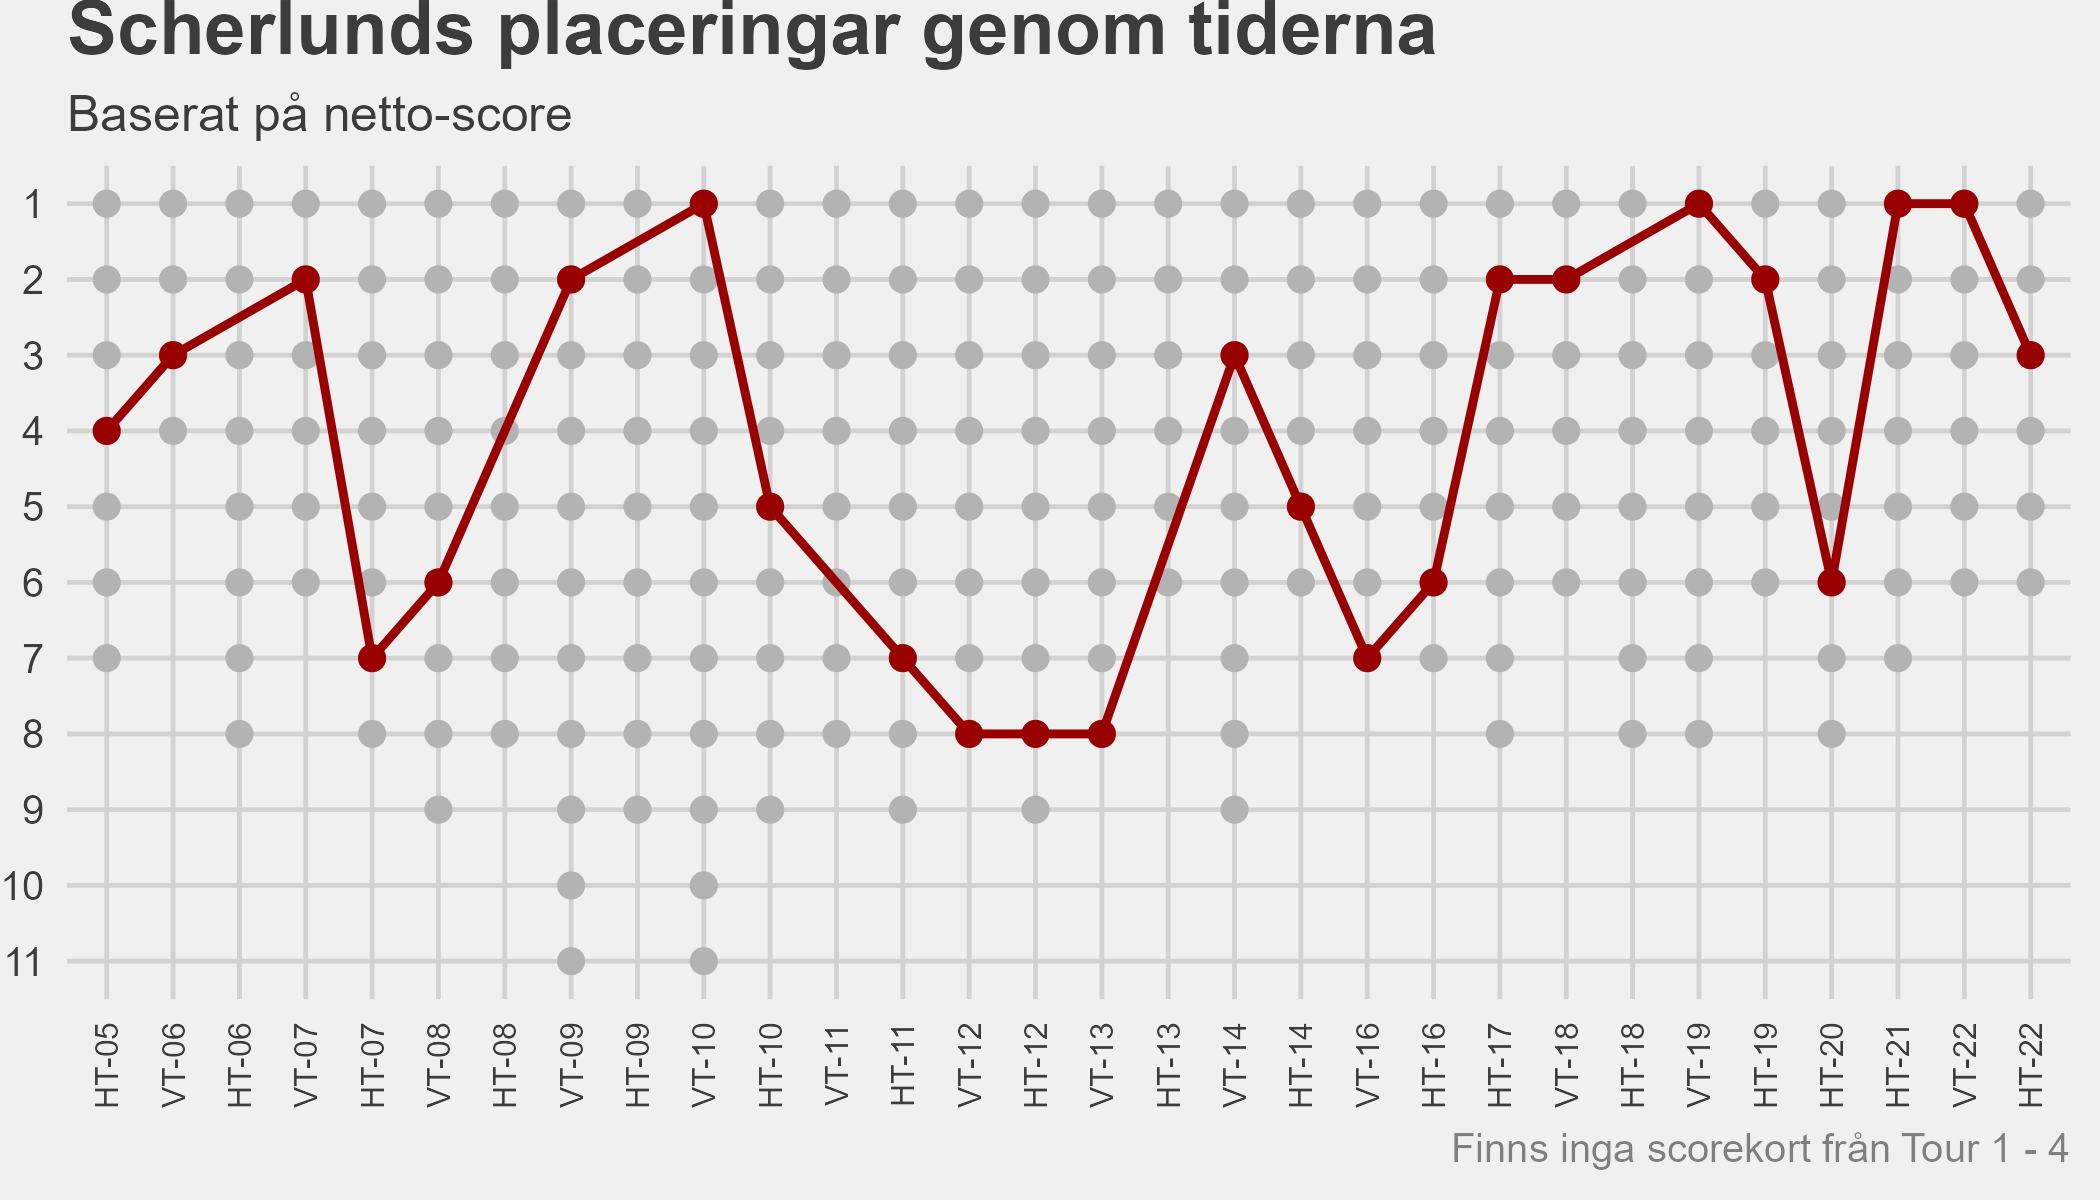 Scherlunds placeringar genom tiderna
Baserat på netto-score
1
2
3
4
5
6
7
8
9
10
11
HT-05
VT-06
HT-06
VT-07
HT-07
VT-08
HT-08
VT-09
HT-09
VT-10
HT-10
VT-11
HT-11
VT-12
HT-12
VT-13
HT-13
VT-14
HT-14
VT-16
HT-16
HT-17
VT-18
HT-18
VT-19
HT-19
HT-20
HT-21
VT-22
HT-22
Finns inga scorekort från Tour 1 - 4